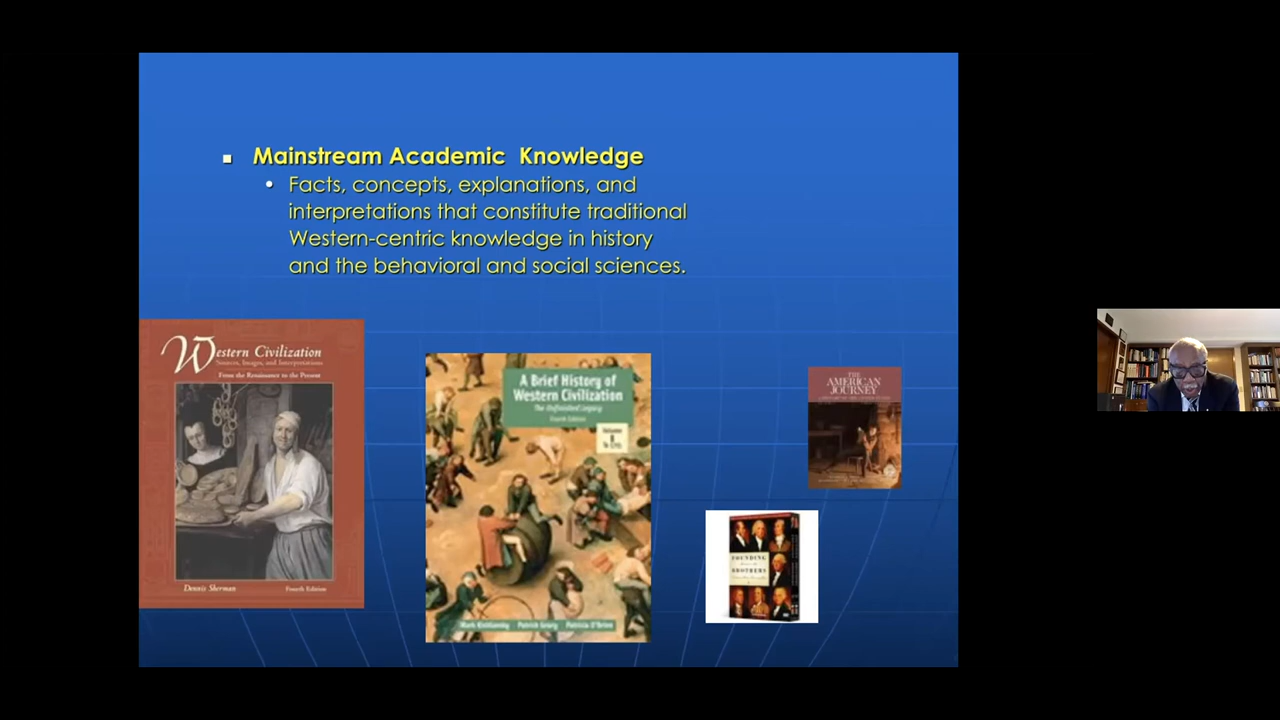 Mainstream Academic Knowledge
Facts, concepts, explanations, and
interpretations that constitute traditional
Western-centric knowledge in history
and the behavioral and social sciences.
Western Civilization
Sources, Images, and Interpretations
From the Renaissance to the Present
Dennis Sherman
Fourth Edition
A Brief History of
Western Civilization
The Unfinished Legacy
Fourth Edition
Volume
Mark Kishlansky Patrick Geary Patricia O'Brien
THE
AMERICAN
JOURNEY
FOUNDING
BROTHERS